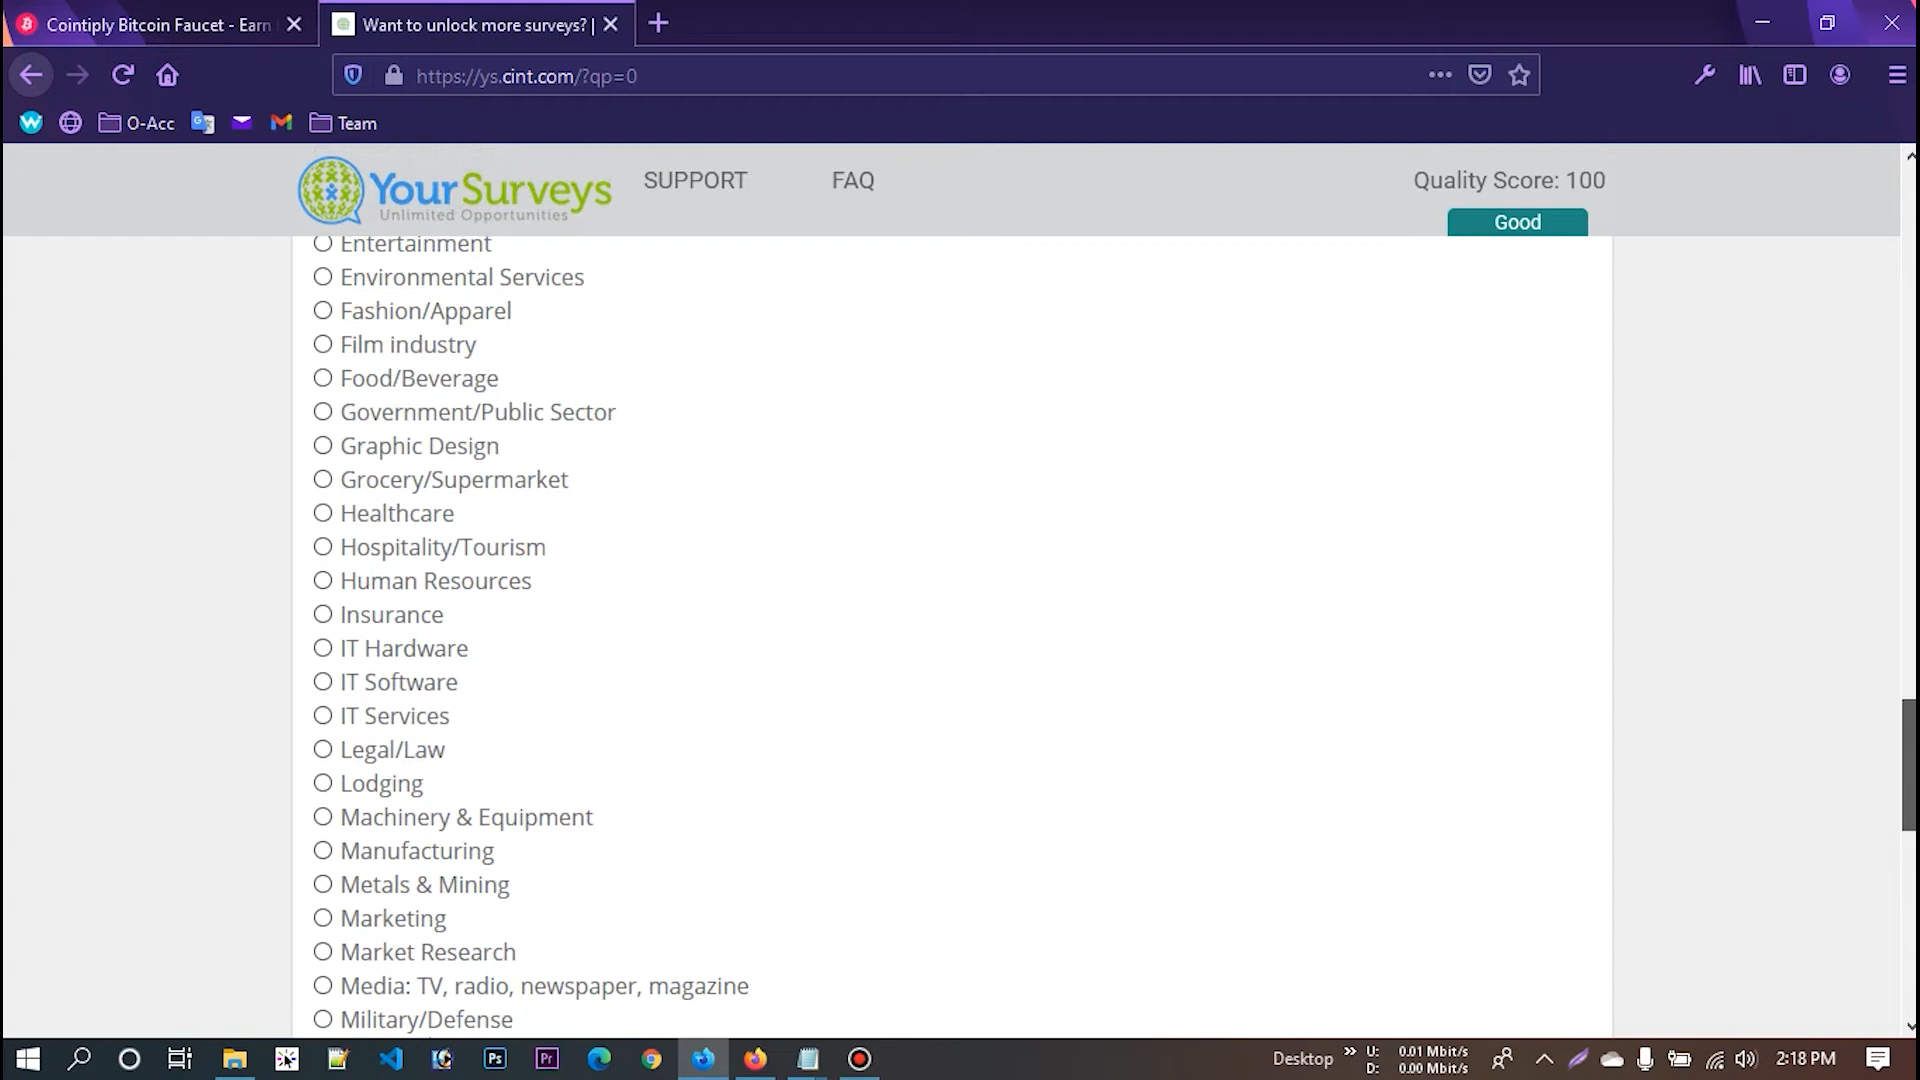 Cointiply Bitcoin Faucet - Earn
Want to unlock more surveys? |
https://ys.cint.com/?qp=0
O-Acc
Team
YourSurveys
Unlimited Opportunities
SUPPORT
FAQ
Quality Score: 100
Good
Entertainment
Environmental Services
Fashion/Apparel
Film industry
Food/Beverage
Government/Public Sector
Graphic Design
Grocery/Supermarket
Healthcare
Hospitality/Tourism
Human Resources
Insurance
IT Hardware
IT Software
IT Services
Legal/Law
Lodging
Machinery & Equipment
Manufacturing
Metals & Mining
Marketing
Market Research
Media: TV, radio, newspaper, magazine
Military/Defense
Ps
Pr
Desktop
U: 0.01 Mbit/s
D: 0.00 Mbit/s
2:18 PM